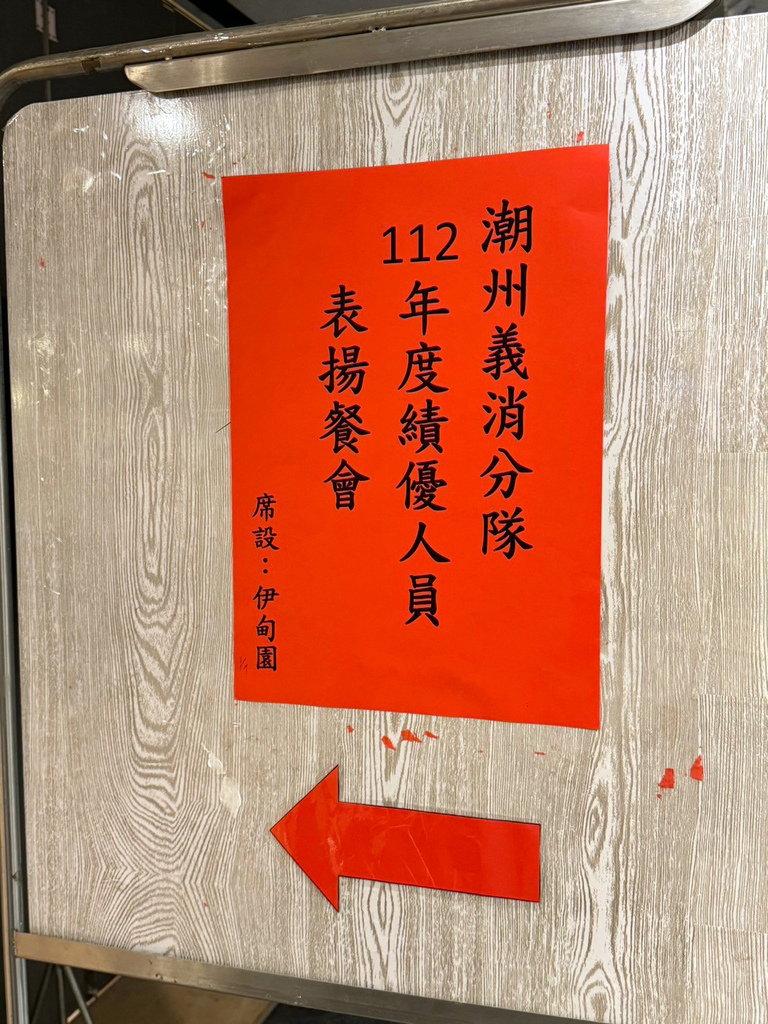 潮州義消分隊
112年度績優人員
表揚餐會
席設：伊甸園